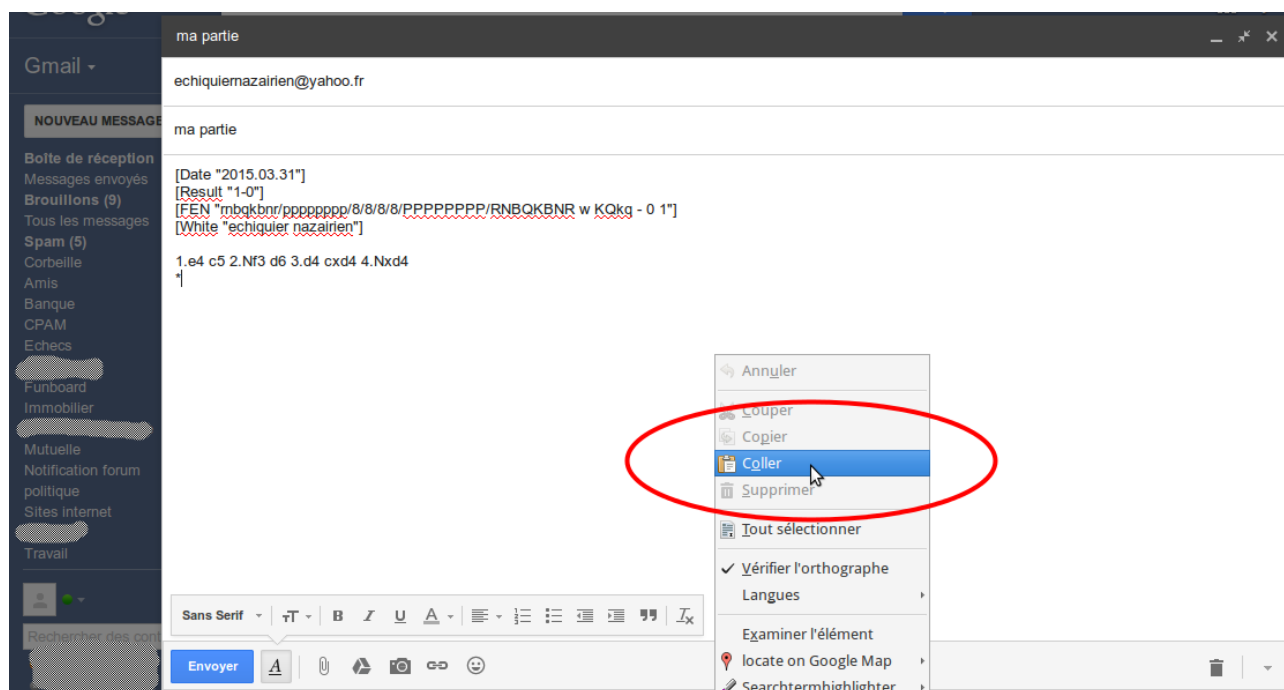 Google
ma partie
Gmail
echiquiernazairien@yahoo.fr
NOUVEAU MESSAGE
ma partie
Boîte de réception
Messages envoyés
Brouillons (9)
Tous les messages
Spam (5)
Corbeille
Amis
Banque
CPAM
Echecs
Funboard
Immobilier
Mutuelle
Notification forum
politique
Sites internet
Travail
[Date "2015.03.31"]
[Result "1-0"]
[FEN "rnbqkbnr/pppppppp/8/8/8/8/PPPPPPPP/RNBQKBNR w KQkq - 0 1"]
[White "echiquier nazairien"]
1.e4 c5 2.Nf3 d6 3.d4 cxd4 4.Nxd4
*
Annuler
Couper
Copier
Coller
Supprimer
Tout sélectionner
Vérifier l'orthographe
Langues
Examiner l'élément
locate on Google Map
Searchtermhighlighter
Sans Serif
Rechercher des cont
Envoyer